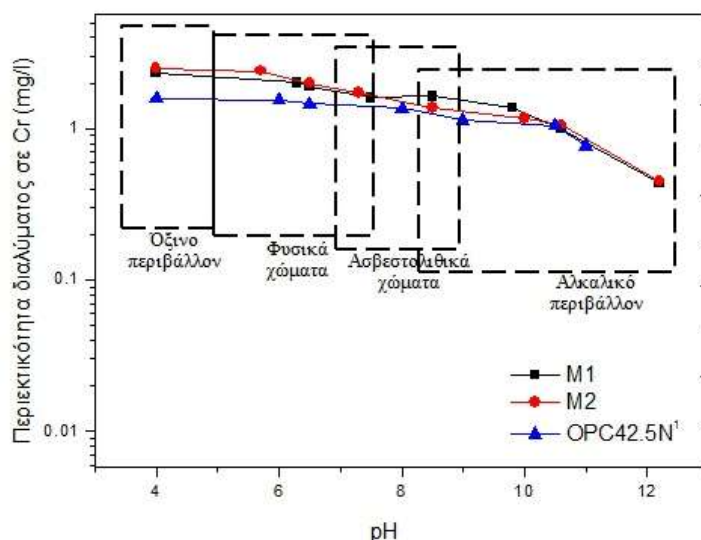 Περιεκτικότητα διαλύματος σε Cr (mg/l)
1
0.1
0.01
Όξινο
περιβάλλον
Φυσικά
χώματα
Ασβεστολιθικά
χώματα
Αλκαλικό
περιβάλλον
M1
M2
OPC42.5N¹
4
6
8
10
12
pH